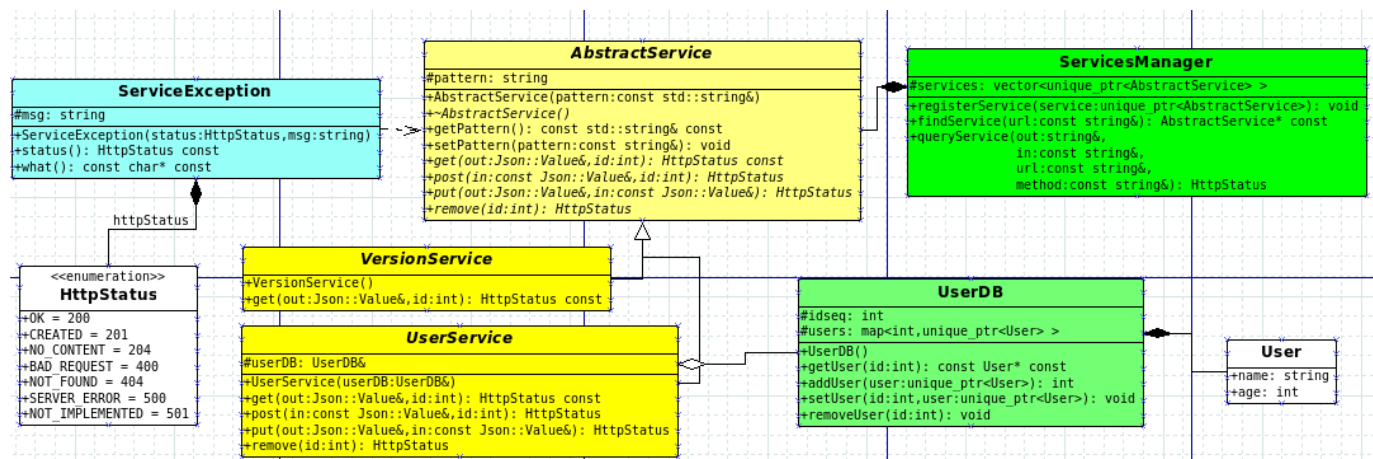 ServiceException
#msg: string
+ServiceException(status:HttpStatus,msg:string)
+status(): HttpStatus const
+what(): const char* const
httpStatus
<<enumeration>>
HttpStatus
+OK = 200
+CREATED = 201
+NO_CONTENT = 204
+BAD_REQUEST = 400
+NOT_FOUND = 404
+SERVER_ERROR = 500
+NOT_IMPLEMENTED = 501
AbstractService
#pattern: string
+AbstractService(pattern:const std::string&)
+~AbstractService()
+getPattern(): const std::string& const
+setPattern(pattern:const string&): void
+get(out:Json::Value&,id:int): HttpStatus const
+post(in:const Json::Value&,id:int): HttpStatus
+put(out:Json::Value&,in:const Json::Value&): HttpStatus
+remove(id:int): HttpStatus
ServicesManager
#services: vector<unique_ptr<AbstractService> >
+registerService(service:unique_ptr<AbstractService>): void
+findService(url:const string&): AbstractService* const
+queryService(out:string&,
in:const string&,
url:const string&,
method:const string&): HttpStatus
VersionService
+VersionService()
+get(out:Json::Value&,id:int): HttpStatus const
UserService
#userDB: UserDB&
+UserService(userDB:UserDB&)
+get(out:Json::Value&,id:int): HttpStatus const
+post(in:const Json::Value&,id:int): HttpStatus
+put(out:Json::Value&,in:const Json::Value&): HttpStatus
+remove(id:int): HttpStatus
UserDB
#idseq: int
#users: map<int,unique_ptr<User> >
+UserDB()
+getUser(id:int): const User* const
+addUser(user:unique_ptr<User>): int
+setUser(id:int,user:unique_ptr<User>): void
+removeUser(id:int): void
User
+name: string
+age: int